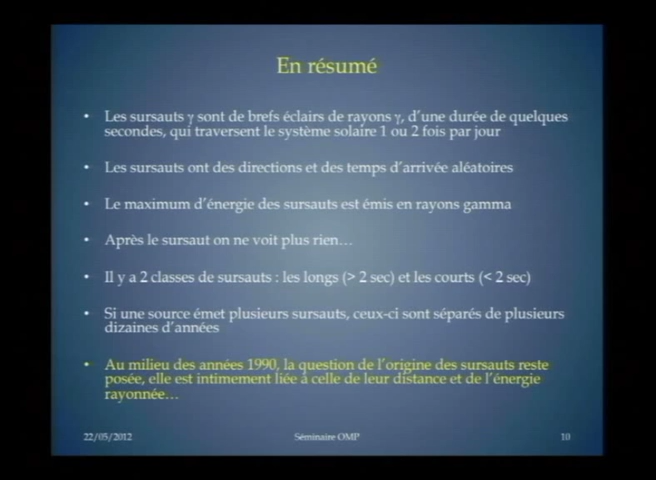 En résumé
• Les sursauts γ sont de brefs éclairs de rayons γ, d'une durée de quelques
secondes, qui traversent le système solaire 1 ou 2 fois par jour
• Les sursauts ont des directions et des temps d'arrivée aléatoires
• Le maximum d'énergie des sursauts est émis en rayons gamma
• Après le sursaut on ne voit plus rien…
• Il y a 2 classes de sursauts : les longs (> 2 sec) et les courts (< 2 sec)
• Si une source émet plusieurs sursauts, ceux-ci sont séparés de plusieurs
dizaines d'années
• Au milieu des années 1990, la question de l'origine des sursauts reste
posée, elle est intimement liée à celle de leur distance et de l'énergie
rayonnée…
22/05/2012
Séminaire OMP
10